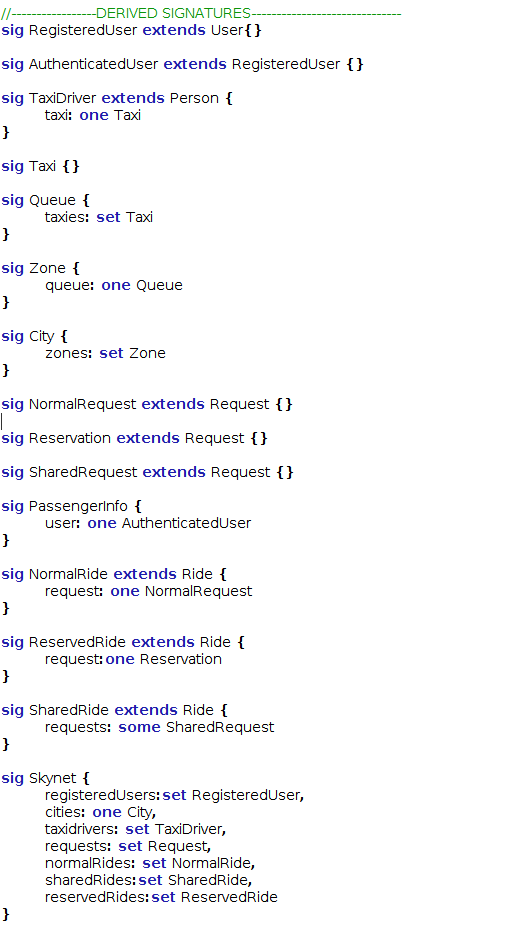 //-----------------DERIVED SIGNATURES------------------------------
sig RegisteredUser extends User{}
sig AuthenticatedUser extends RegisteredUser {}
sig TaxiDriver extends Person {
taxi: one Taxi
}
sig Taxi {}
sig Queue {
taxies: set Taxi
}
sig Zone {
queue: one Queue
}
sig City {
zones: set Zone
}
sig NormalRequest extends Request {}
sig Reservation extends Request {}
sig SharedRequest extends Request {}
sig PassengerInfo {
user: one AuthenticatedUser
}
sig NormalRide extends Ride {
request: one NormalRequest
}
sig ReservedRide extends Ride {
request:one Reservation
}
sig SharedRide extends Ride {
requests: some SharedRequest
}
sig Skynet {
registeredUsers:set RegisteredUser,
cities: one City,
taxidrivers: set TaxiDriver,
requests: set Request,
normalRides: set NormalRide,
sharedRides:set SharedRide,
reservedRides:set ReservedRide
}